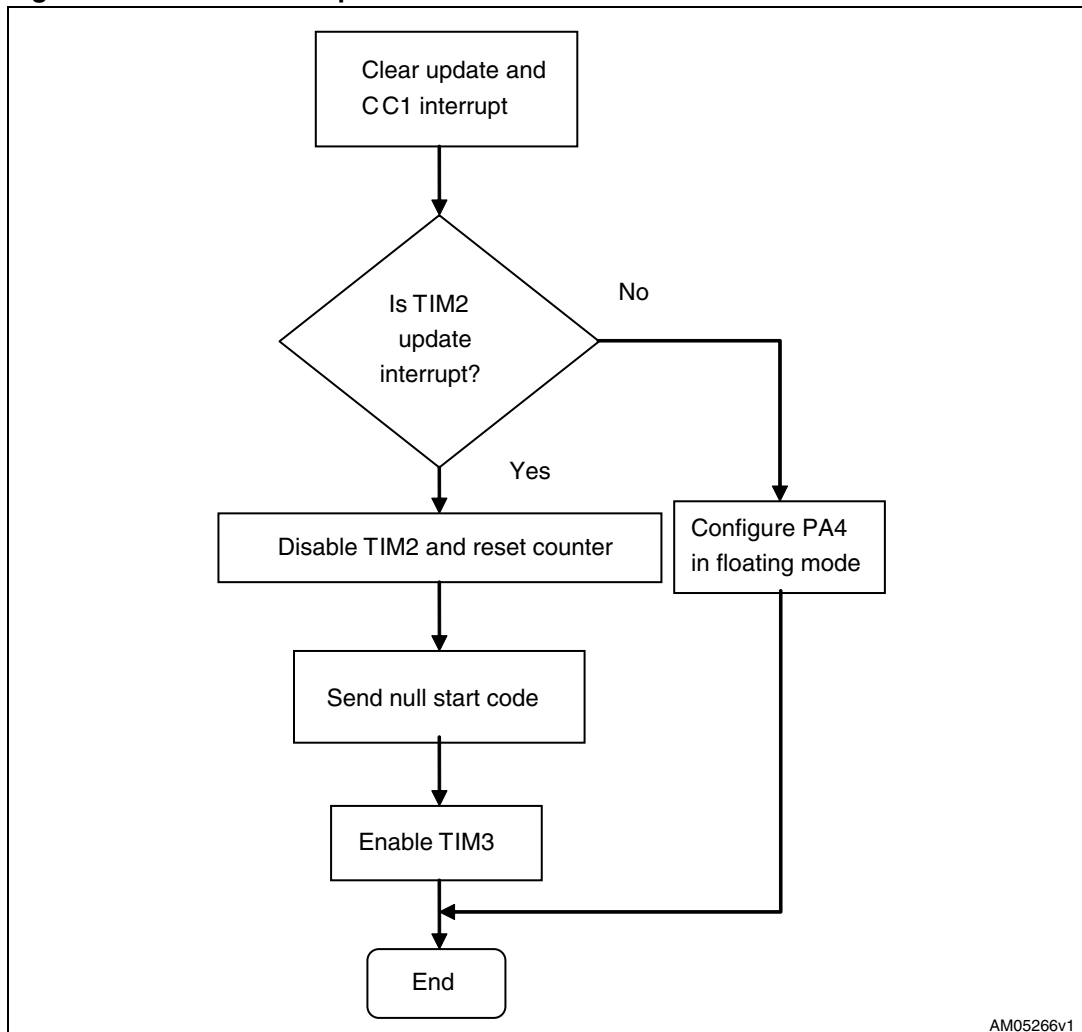 Clear update and
CC1 interrupt
Is TIM2
update
interrupt?
No
Yes
Disable TIM2 and reset counter
Configure PA4
in floating mode
Send null start code
Enable TIM3
End
AM05266v1